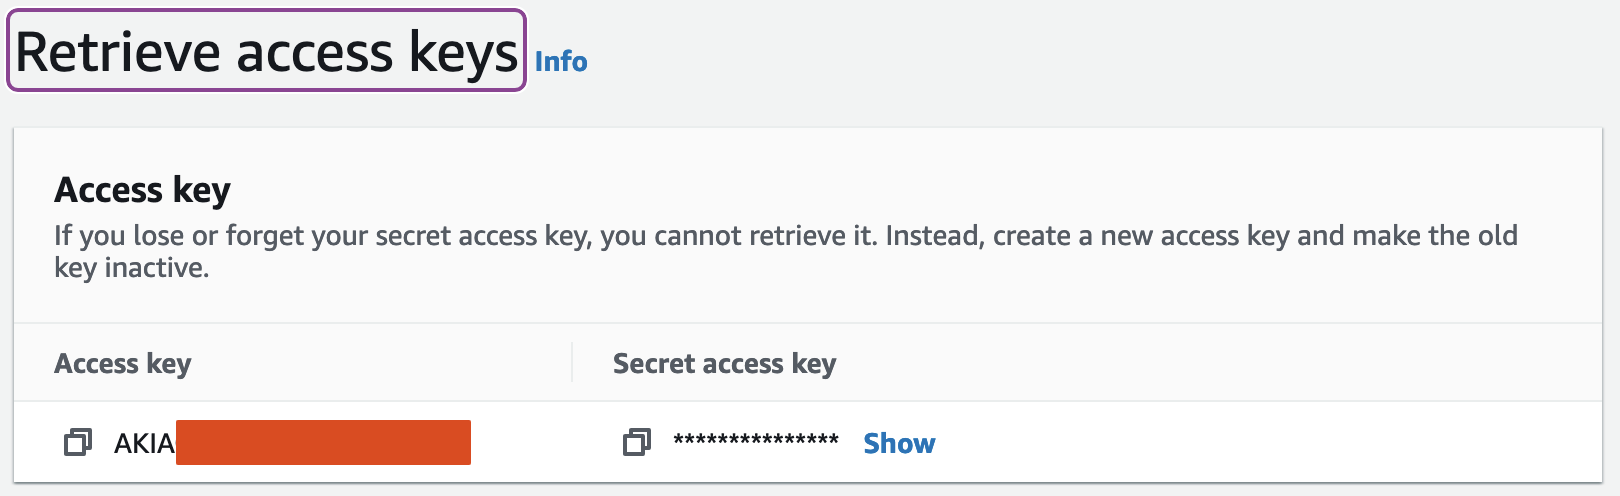 Retrieve access keys Info
Access key
If you lose or forget your secret access key, you cannot retrieve it. Instead, create a new access key and make the old
key inactive.
Access key Secret access key
AKIA *************** Show